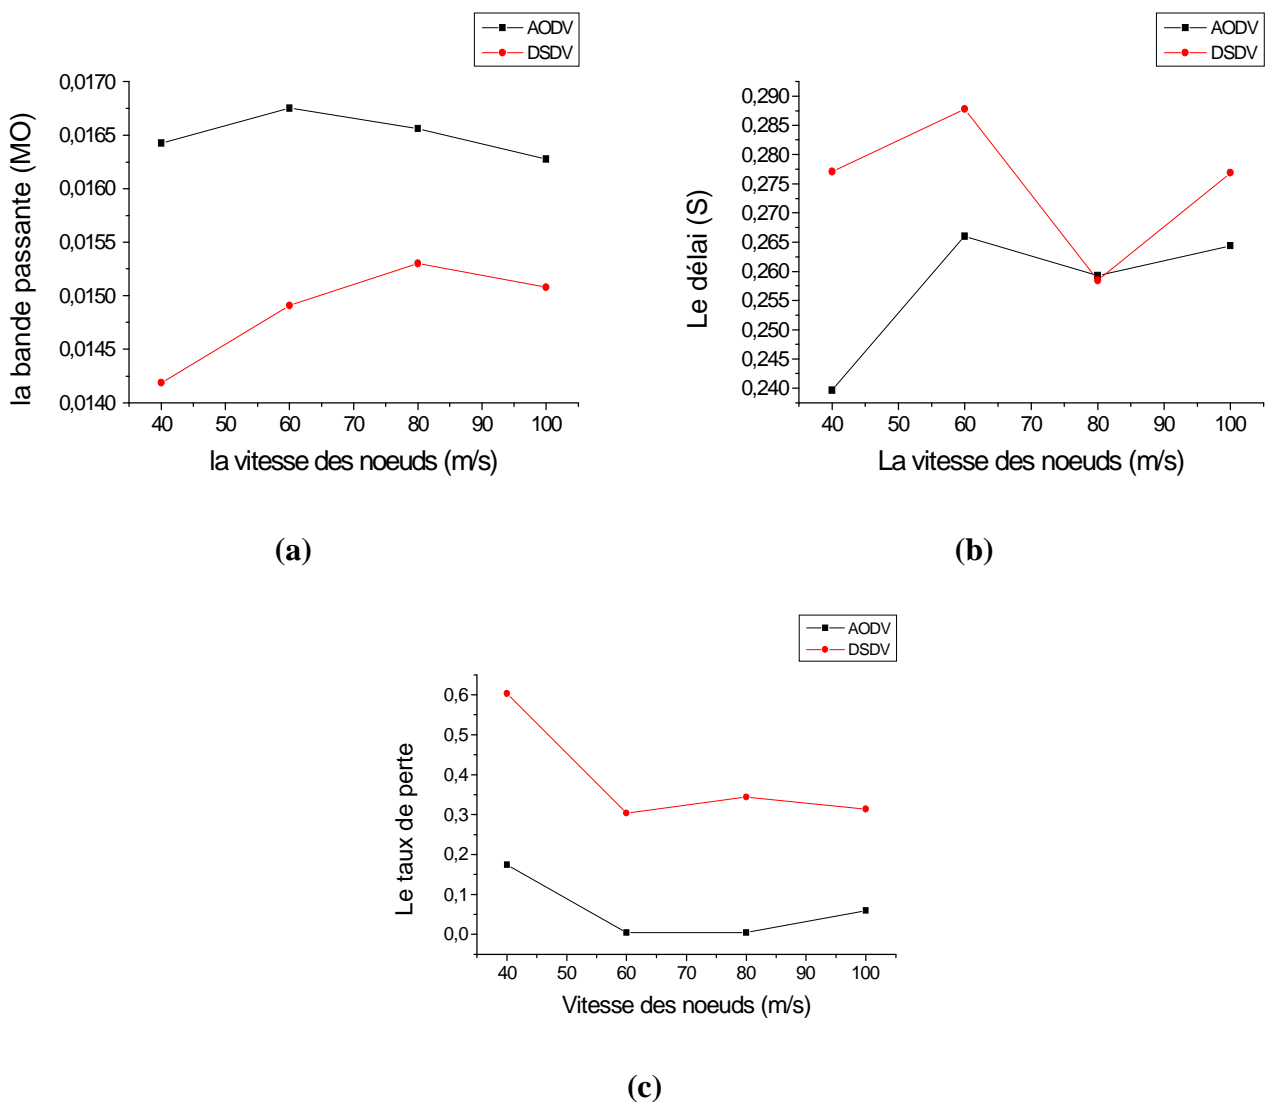 AODV
DSDV
0,0170
0,0165
0,0160
0,0155
0,0150
0,0145
0,0140
la bande passante (MO)
40 50 60 70 80 90 100
la vitesse des noeuds (m/s)
(a)
AODV
DSDV
0,290
0,285
0,280
0,275
0,270
0,265
0,260
0,255
0,250
0,245
0,240
Le délai (S)
40 50 60 70 80 90 100
La vitesse des noeuds (m/s)
(b)
AODV
DSDV
0,6
0,5
0,4
0,3
0,2
0,1
0,0
Le taux de perte
40 50 60 70 80 90 100
Vitesse des noeuds (m/s)
(c)